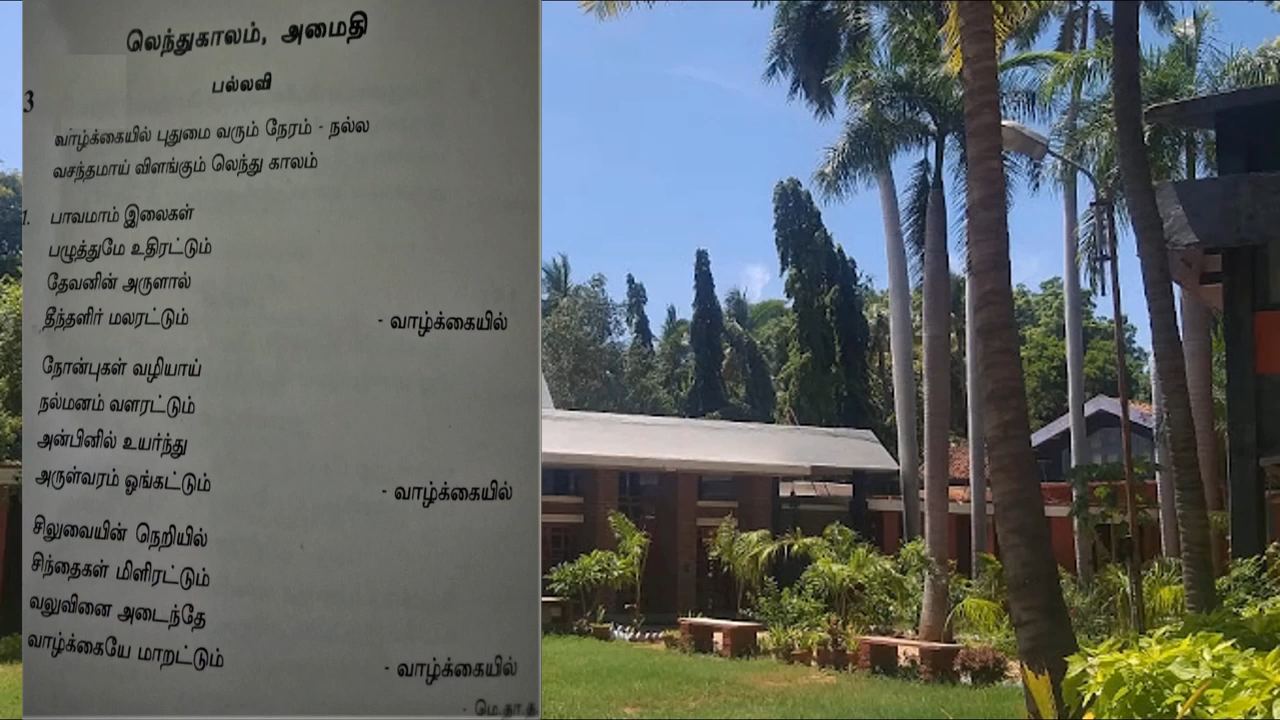 லெந்துகாலம், அமைதி
பல்லவி
3
வாழ்க்கையில் புதுமை வரும் நேரம் - நல்ல
வசந்தமாய் விளங்கும் லெந்து காலம்
1. பாவமாம் இலைகள்
பழுத்துமே உதிரட்டும்
தேவனின் அருளால்
தீந்தளிர் மலரட்டும் - வாழ்க்கையில்
நோன்புகள் வழியாய்
நல்மனம் வளரட்டும்
அன்பினில் உயர்ந்து
அருள்வரம் ஓங்கட்டும் - வாழ்க்கையில்
சிலுவையின் நெறியில்
சிந்தைகள் மிளிரட்டும்
வலுவினை அடைந்தே
வாழ்க்கையே மாறட்டும் - வாழ்க்கையில்
- மெ.தா.த